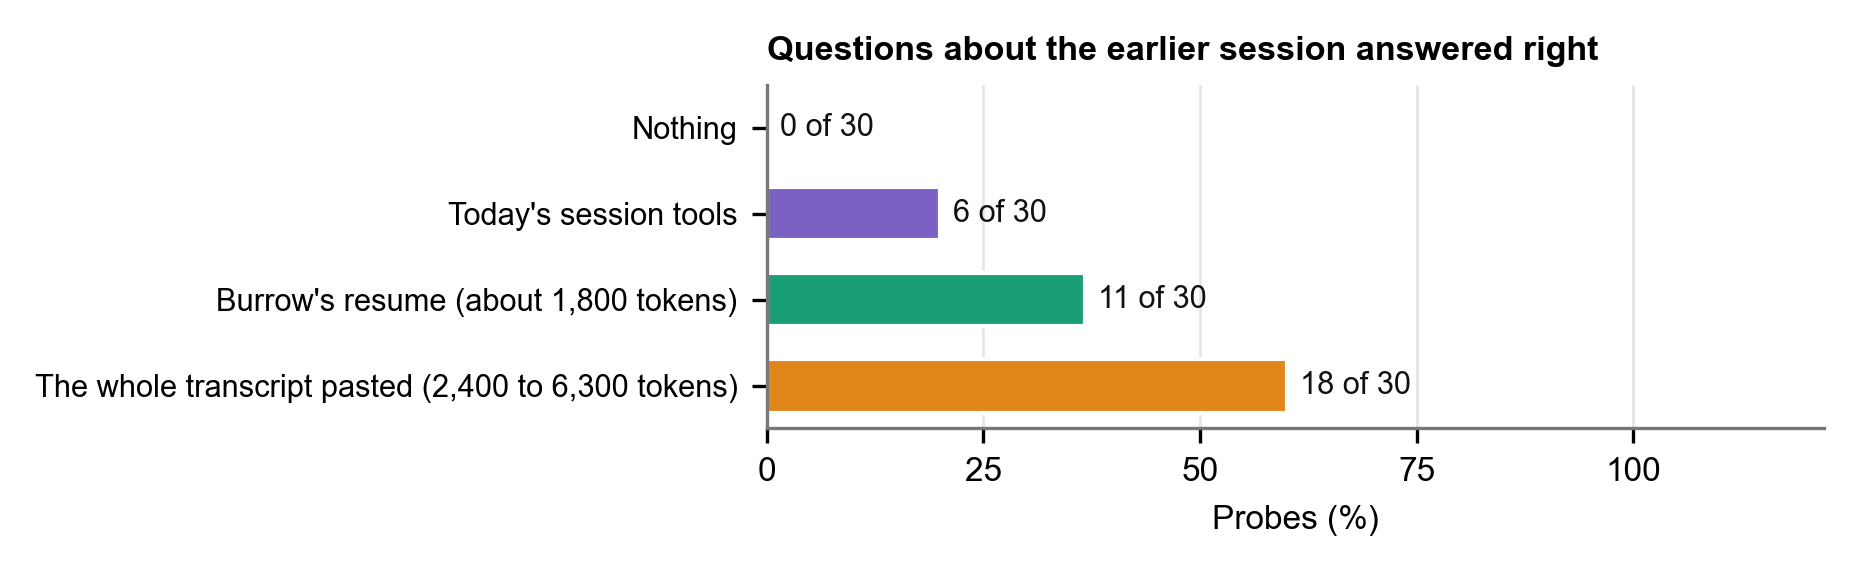 Questions about the earlier session answered right
Nothing
0 of 30
Today's session tools
6 of 30
Burrow's resume (about 1,800 tokens)
11 of 30
The whole transcript pasted (2,400 to 6,300 tokens)
18 of 30
0 25 50 75 100
Probes (%)